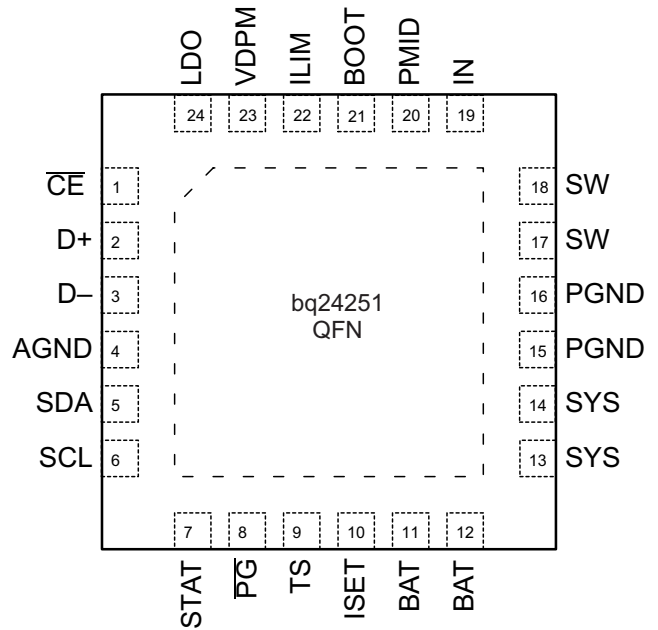 LDO
VDPM
ILIM
BOOT
PMID
IN
24
23
22
21
20
19
CE
1
18
SW
D+
2
17
SW
D–
3
16
PGND
bq24251
QFN
AGND
4
15
PGND
SDA
5
14
SYS
SCL
6
13
SYS
7
8
9
10
11
12
STAT
PG
TS
ISET
BAT
BAT